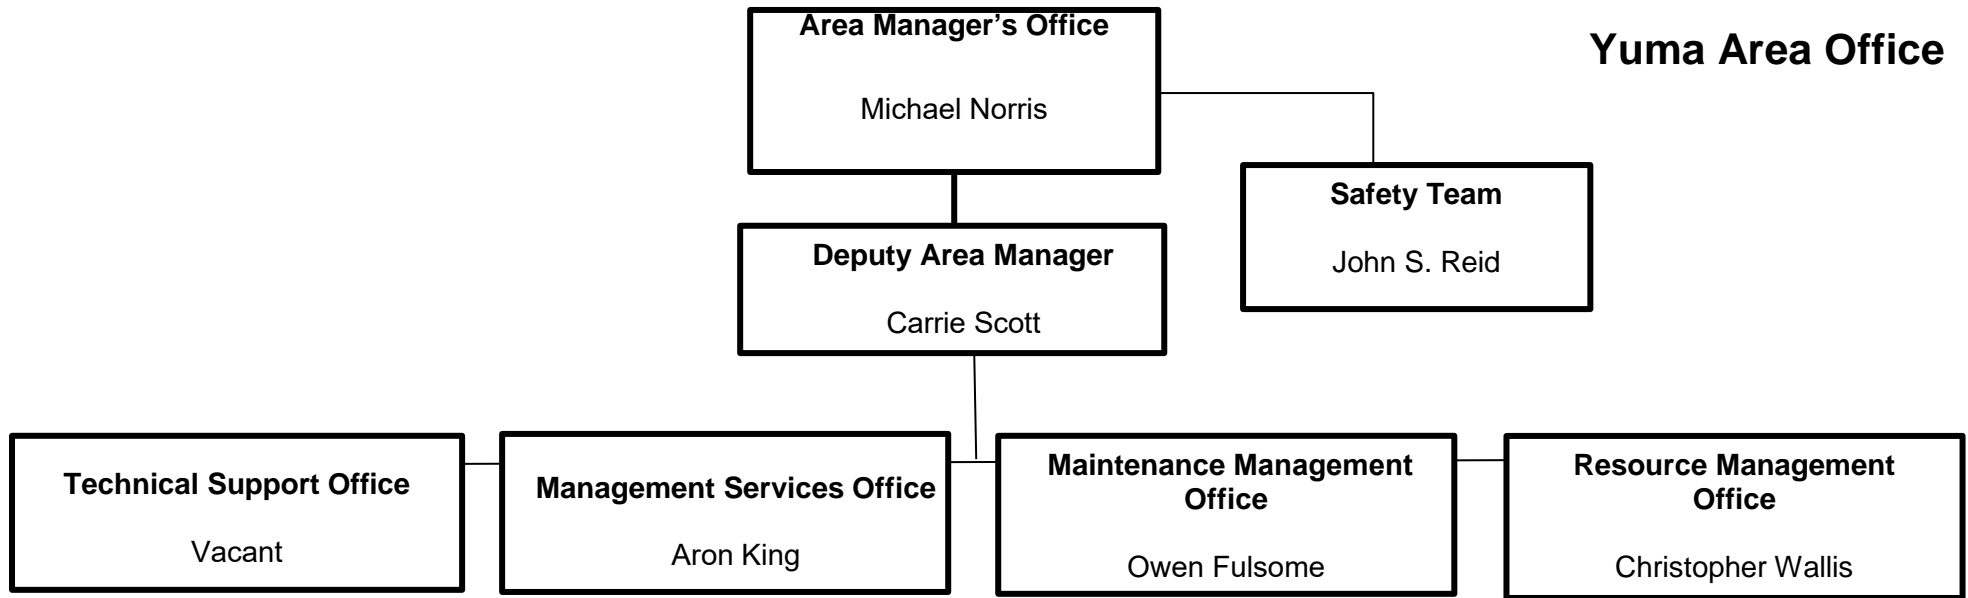 Area Manager’s Office
Michael Norris
Yuma Area Office
Safety Team
John S. Reid
Deputy Area Manager
Carrie Scott
Technical Support Office
Vacant
Management Services Office
Aron King
Maintenance Management
Office
Owen Fulsome
Resource Management
Office
Christopher Wallis